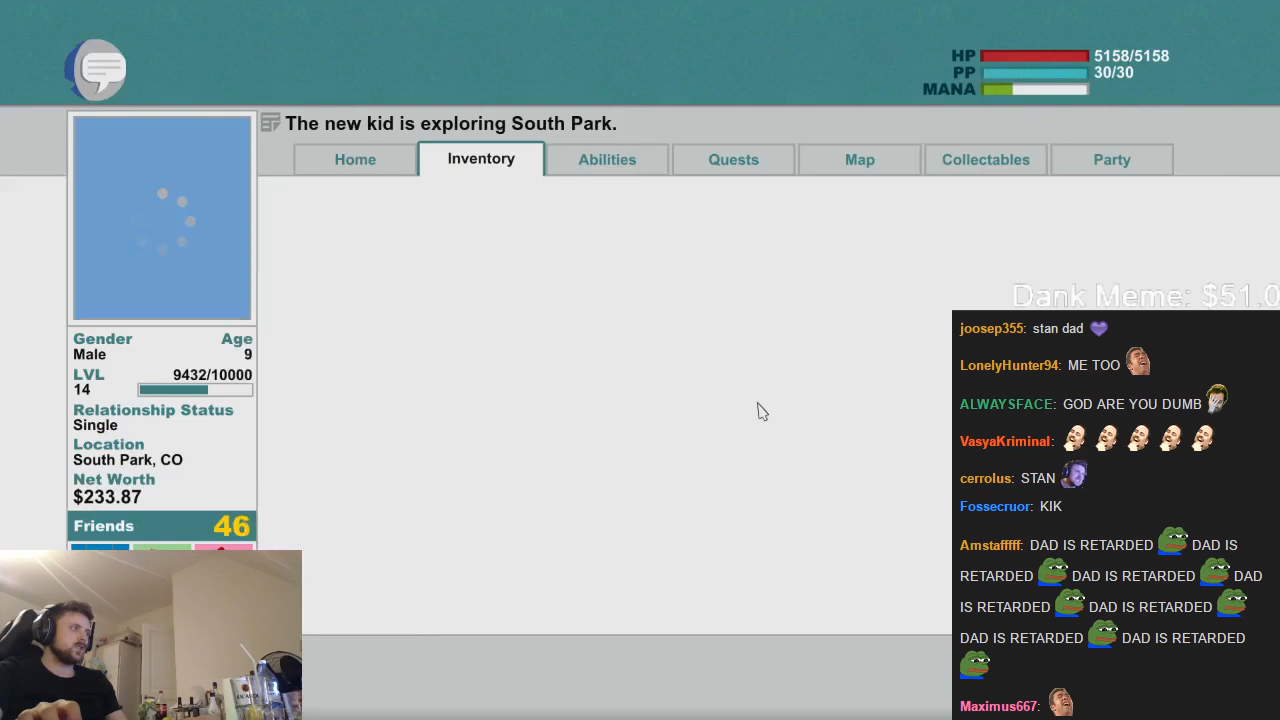 HP 5158/5158
PP 30/30
MANA
The new kid is exploring South Park.
Home Inventory Abilities Quests Map Collectables Party
Gender Age
Male 9
LVL 9432/10000
14
Relationship Status
Single
Location
South Park, CO
Net Worth
$233.87
Friends 46
Dank Meme: $51.0
joosep355: stan dad
LonelyHunter94: ME TOO
ALWAYSFACE: GOD ARE YOU DUMB
VasyaKriminal:
cerrolus: STAN
Fossecruor: KIK
Amstafffff: DAD IS RETARDED DAD IS
RETARDED DAD IS RETARDED DAD
IS RETARDED DAD IS RETARDED
DAD IS RETARDED DAD IS RETARDED
Maximus667: